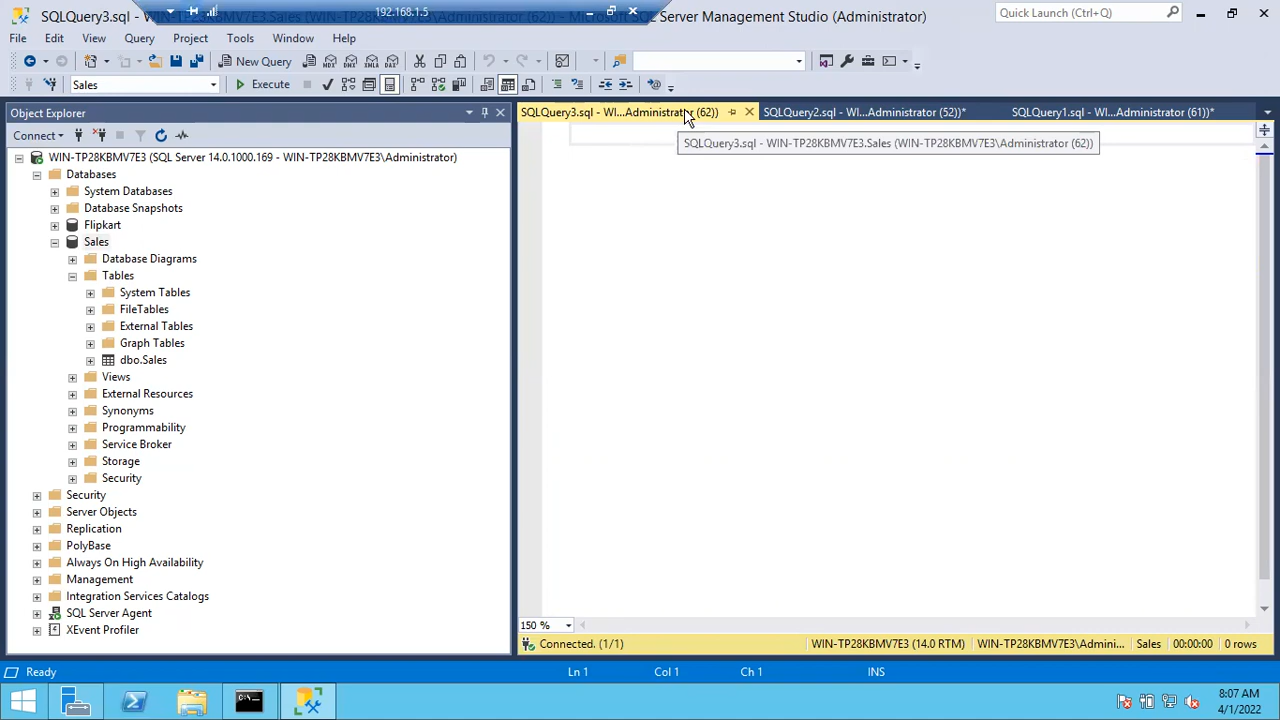 SQLQuery3.sql - WIN-TP28KBMV7E3.Sales
192.168.1.5
Microsoft SQL Server Management Studio (Administrator)
Quick Launch (Ctrl+Q)
File Edit View Query Project Tools Window Help
New Query
Sales
Execute
Object Explorer
SQLQuery3.sql - WI...Administrator (62))
SQLQuery2.sql - WI...Administrator (52))*
SQLQuery1.sql - WI...Administrator (61))*
Connect
SQLQuery3.sql - WIN-TP28KBMV7E3.Sales (WIN-TP28KBMV7E3\Administrator (62))
WIN-TP28KBMV7E3 (SQL Server 14.0.1000.169 - WIN-TP28KBMV7E3\Administrator)
Databases
System Databases
Database Snapshots
Flipkart
Sales
Database Diagrams
Tables
System Tables
FileTables
External Tables
Graph Tables
dbo.Sales
Views
External Resources
Synonyms
Programmability
Service Broker
Storage
Security
Security
Server Objects
Replication
PolyBase
Always On High Availability
Management
Integration Services Catalogs
SQL Server Agent
XEvent Profiler
150 %
Connected. (1/1)
WIN-TP28KBMV7E3 (14.0 RTM)
WIN-TP28KBMV7E3\Admini...
Sales
00:00:00
0 rows
Ready
Ln 1
Col 1
Ch 1
INS
8:07 AM
4/1/2022